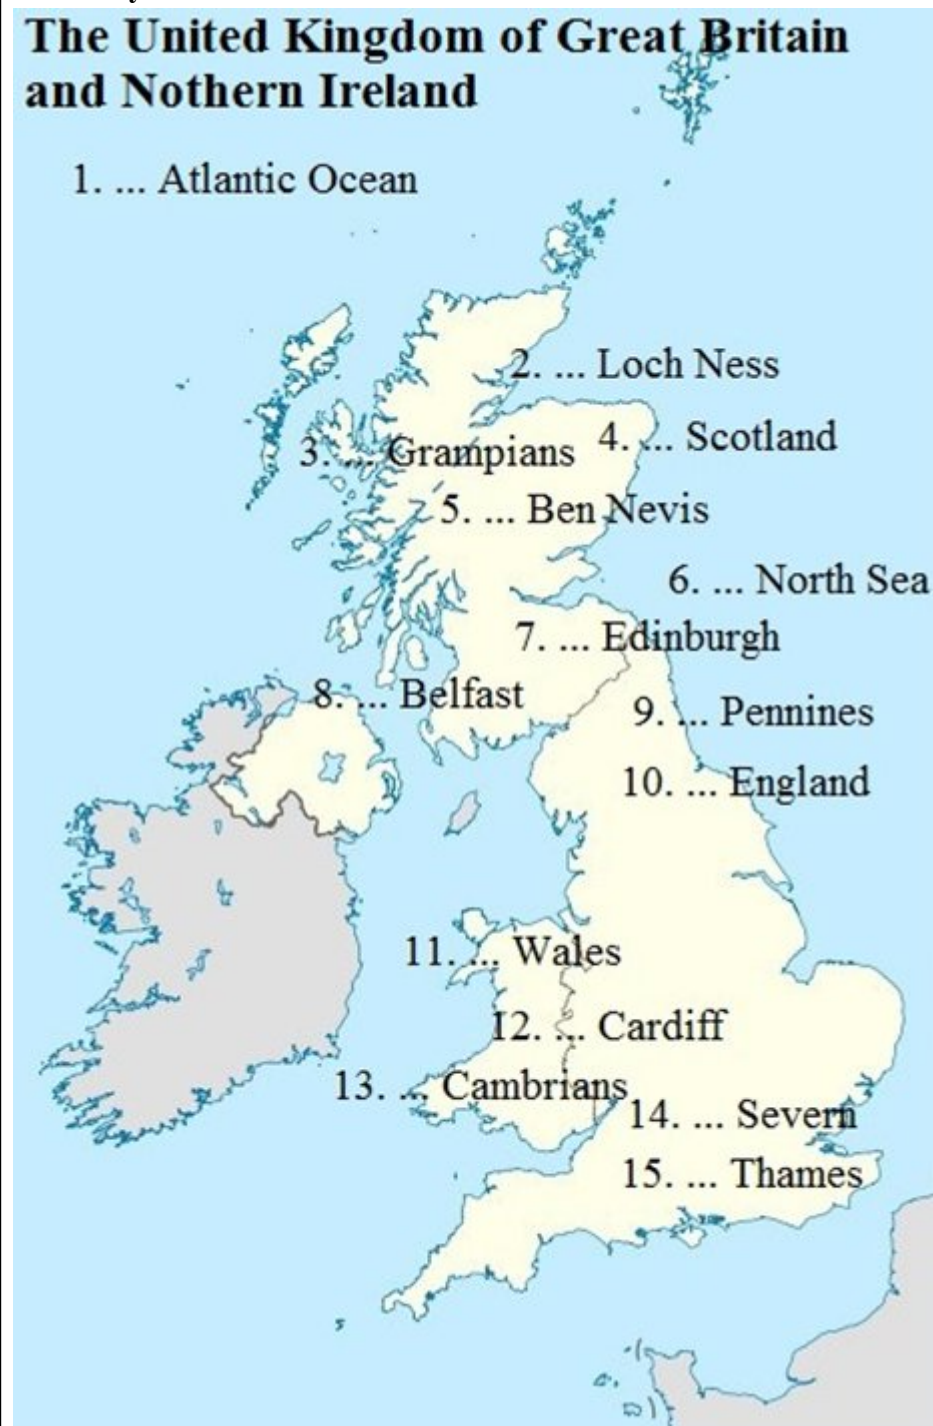 The United Kingdom of Great Britain
and Nothern Ireland
1. ... Atlantic Ocean
2. ... Loch Ness
3. ... Grampians
4. ... Scotland
5. ... Ben Nevis
6. ... North Sea
7. ... Edinburgh
8. ... Belfast
9. ... Pennines
10. ... England
11. ... Wales
12. ... Cardiff
13. ... Cambrians
14. ... Severn
15. ... Thames